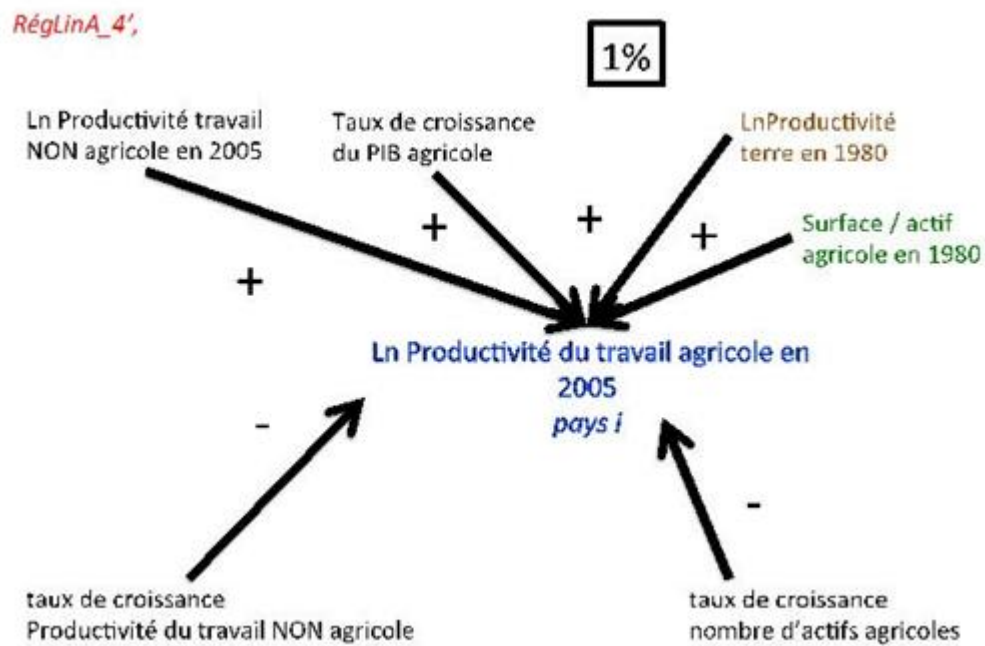 RégLinA_4',
1%
Ln Productivité travail
NON agricole en 2005
Taux de croissance
du PIB agricole
LnProductivité
terre en 1980
Surface / actif
agricole en 1980
+
+
+
+
Ln Productivité du travail agricole en
2005
pays i
-
-
taux de croissance
Productivité du travail NON agricole
taux de croissance
nombre d'actifs agricoles